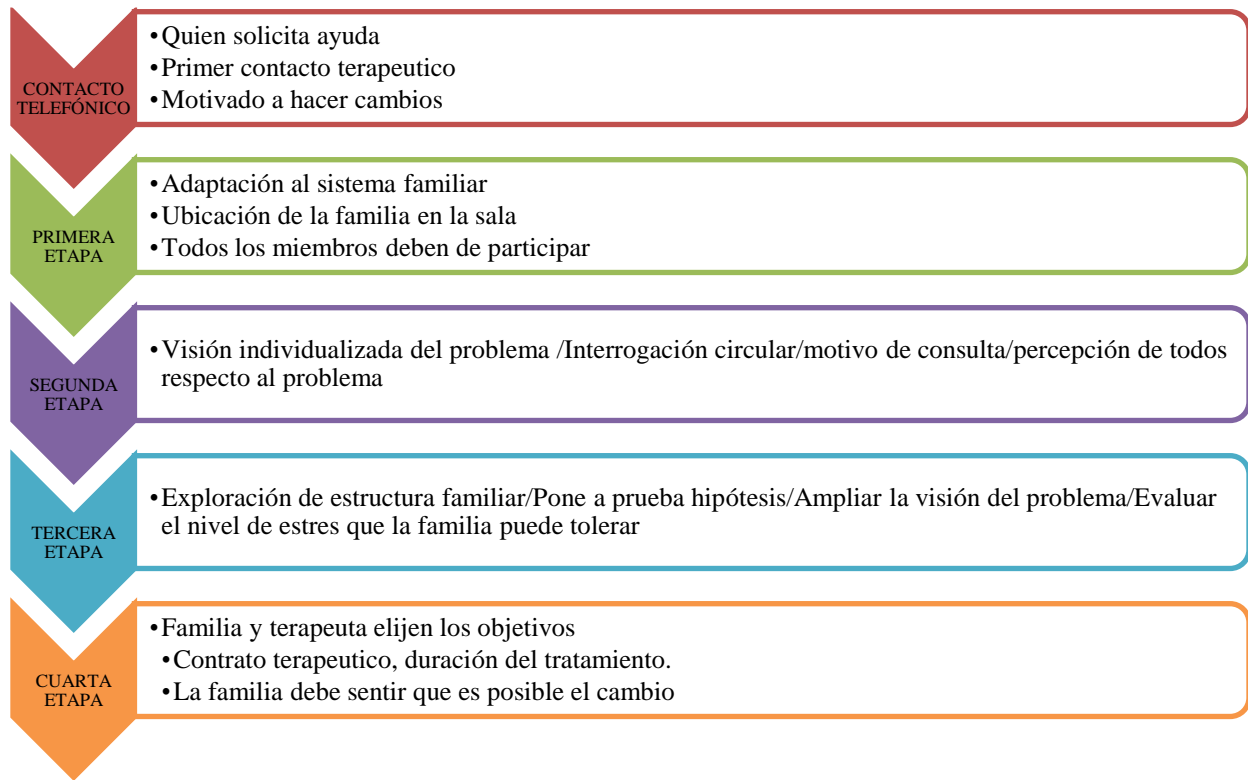 CONTACTO
TELEFÓNICO
•Quien solicita ayuda
•Primer contacto terapeutico
•Motivado a hacer cambios
PRIMERA
ETAPA
•Adaptación al sistema familiar
•Ubicación de la familia en la sala
•Todos los miembros deben de participar
SEGUNDA
ETAPA
•Visión individualizada del problema /Interrogación circular/motivo de consulta/percepción de todos
respecto al problema
TERCERA
ETAPA
•Exploración de estructura familiar/Pone a prueba hipótesis/Ampliar la visión del problema/Evaluar
el nivel de estres que la familia puede tolerar
CUARTA
ETAPA
•Familia y terapeuta elijen los objetivos
•Contrato terapeutico, duración del tratamiento.
•La familia debe sentir que es posible el cambio